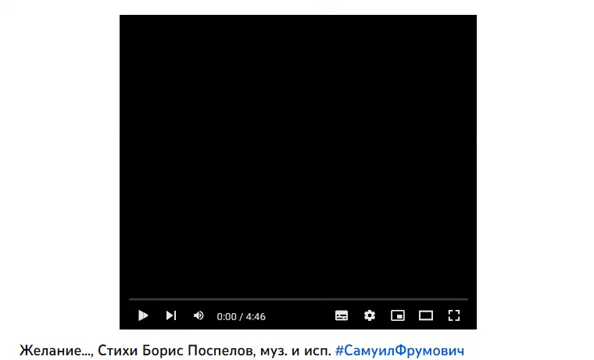 0:00 / 4:46
Желание..., Стихи Борис Поспелов, муз. и исп. #СамуилФрумович